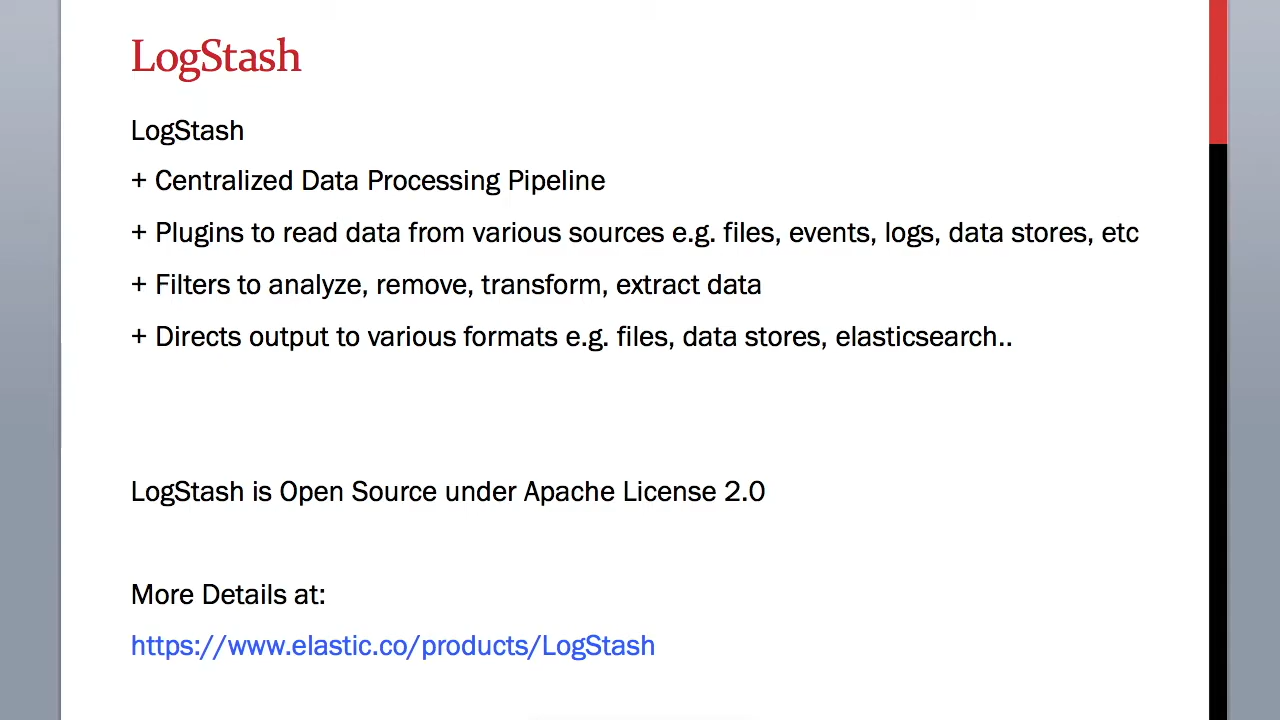 LogStash
LogStash
+ Centralized Data Processing Pipeline
+ Plugins to read data from various sources e.g. files, events, logs, data stores, etc
+ Filters to analyze, remove, transform, extract data
+ Directs output to various formats e.g. files, data stores, elasticsearch..
LogStash is Open Source under Apache License 2.0
More Details at:
https://www.elastic.co/products/LogStash